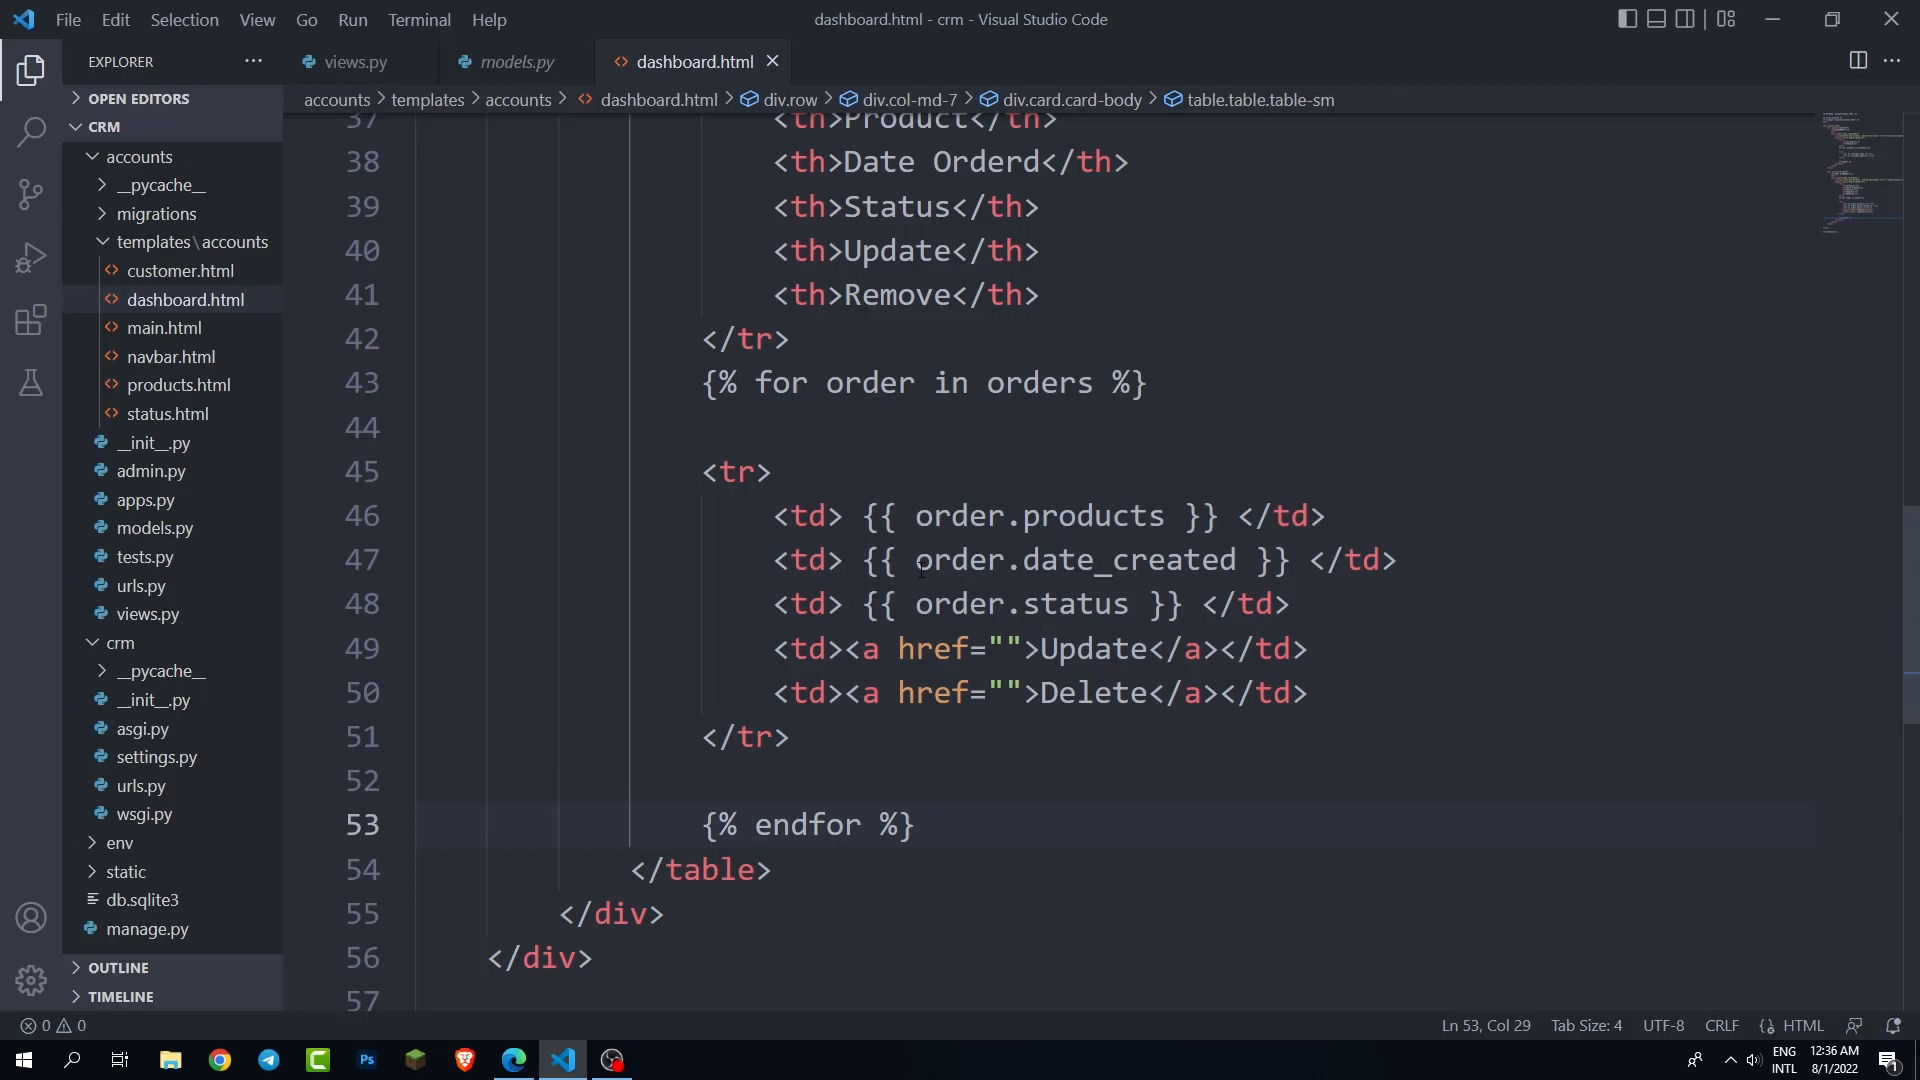 File Edit Selection View Go Run Terminal Help
dashboard.html - crm - Visual Studio Code
EXPLORER
views.py
models.py
dashboard.html
OPEN EDITORS
accounts > templates > accounts > dashboard.html > div.row > div.col-md-7 > div.card.card-body > table.table.table-sm
CRM
accounts
__pycache__
migrations
templates\accounts
customer.html
dashboard.html
main.html
navbar.html
products.html
status.html
__init__.py
admin.py
apps.py
models.py
tests.py
urls.py
views.py
crm
__pycache__
__init__.py
asgi.py
settings.py
urls.py
wsgi.py
env
static
db.sqlite3
manage.py
OUTLINE
TIMELINE
37 <th>Product</th>
38 <th>Date Orderd</th>
39 <th>Status</th>
40 <th>Update</th>
41 <th>Remove</th>
42 </tr>
43 {% for order in orders %}
44
45 <tr>
46 <td> {{ order.products }} </td>
47 <td> {{ order.date_created }} </td>
48 <td> {{ order.status }} </td>
49 <td><a href="">Update</a></td>
50 <td><a href="">Delete</a></td>
51 </tr>
52
53 {% endfor %}
54 </table>
55 </div>
56 </div>
57
0 0
Ln 53, Col 29 Tab Size: 4 UTF-8 CRLF HTML
Ps
ENG
INTL
12:36 AM
8/1/2022
1